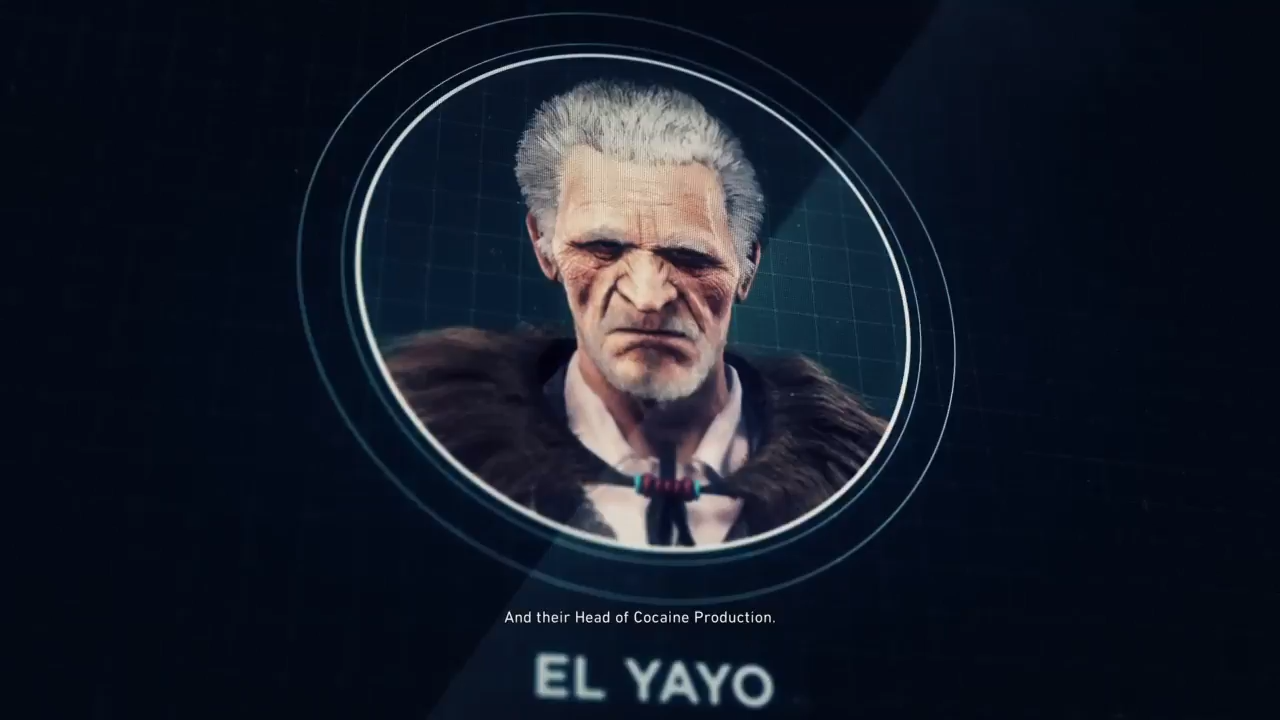 And their Head of Cocaine Production.
EL YAYO